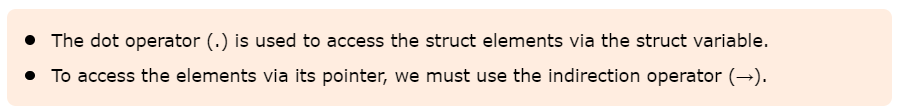 ● The dot operator (.) is used to access the struct elements via the struct variable.
● To access the elements via its pointer, we must use the indirection operator (→).